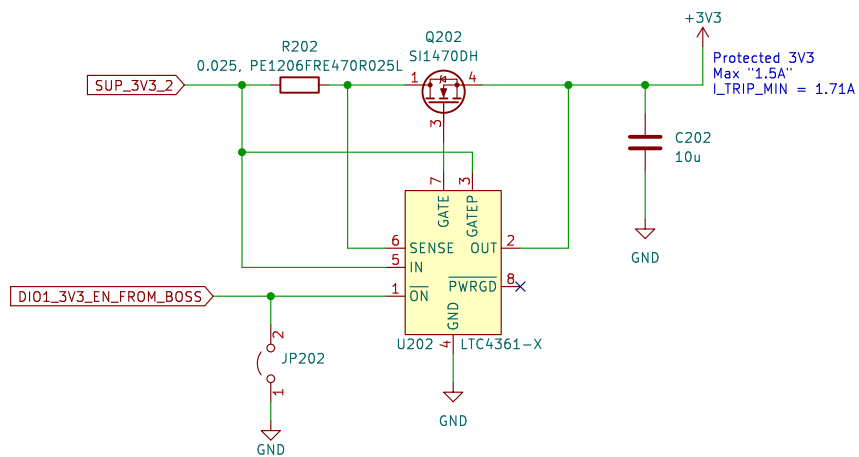 +3V3
Q202
SI1470DH
R202
0.025, PE1206FRE470R025L
Protected 3V3
Max "1.5A"
I_TRIP_MIN = 1.71A
SUP_3V3_2
1
4
3
C202
10u
7
3
GATE
GATEP
6
SENSE
OUT
2
GND
5
IN
PWRGD
8
DIO1_3V3_EN_FROM_BOSS
1
ON
GND
U202
4
LTC4361-X
2
JP202
1
GND
GND